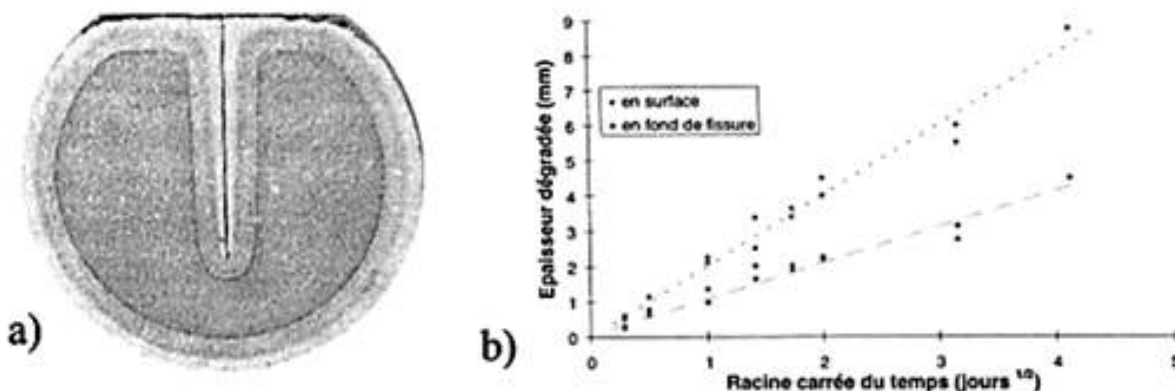 a)
b)
Epaisseur dégradée (mm)
9
8
7
6
5
4
3
2
1
0
en surface
en fond de fissure
0 1 2 3 4 5
Racine carrée du temps (jours 1/2)